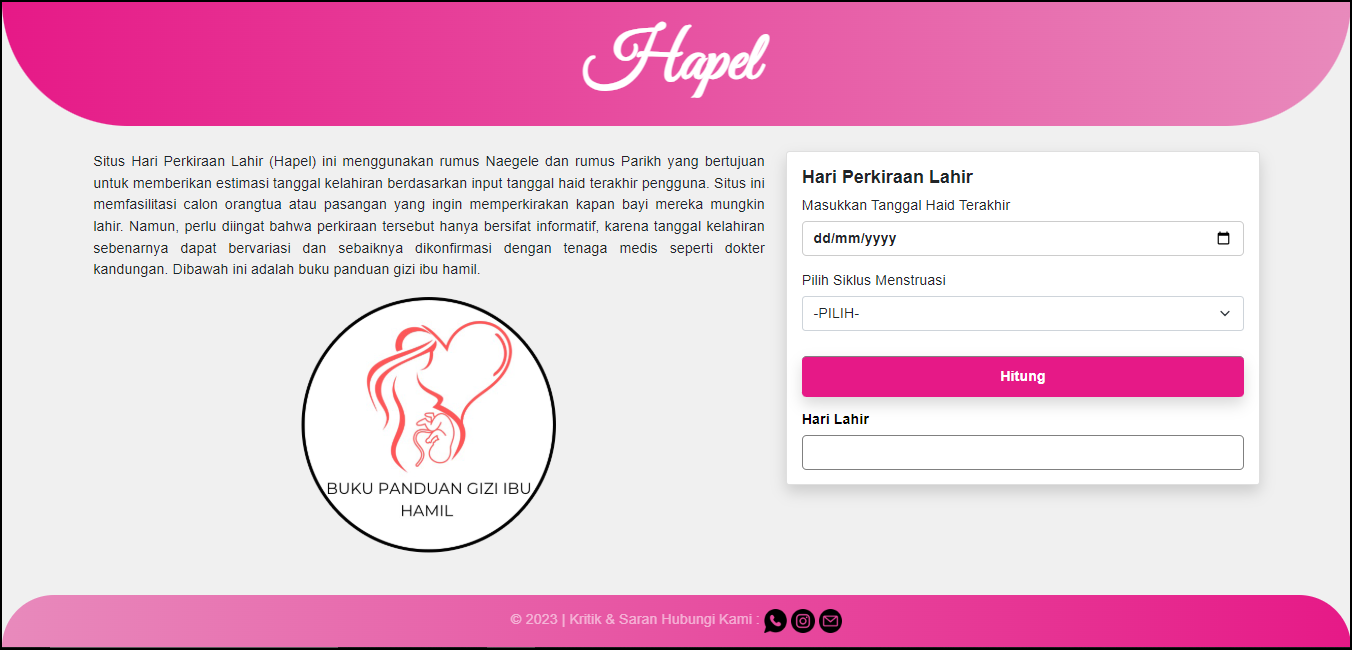 Hapel
Situs Hari Perkiraan Lahir (Hapel) ini menggunakan rumus Naegele dan rumus Parikh yang bertujuan
untuk memberikan estimasi tanggal kelahiran berdasarkan input tanggal haid terakhir pengguna. Situs ini
memfasilitasi calon orangtua atau pasangan yang ingin memperkirakan kapan bayi mereka mungkin
lahir. Namun, perlu diingat bahwa perkiraan tersebut hanya bersifat informatif, karena tanggal kelahiran
sebenarnya dapat bervariasi dan sebaiknya dikonfirmasi dengan tenaga medis seperti dokter
kandungan. Dibawah ini adalah buku panduan gizi ibu hamil.
BUKU PANDUAN GIZI IBU
HAMIL
Hari Perkiraan Lahir
Masukkan Tanggal Haid Terakhir
dd/mm/yyyy
Pilih Siklus Menstruasi
-PILIH-
Hitung
Hari Lahir
© 2023 | Kritik & Saran Hubungi Kami :